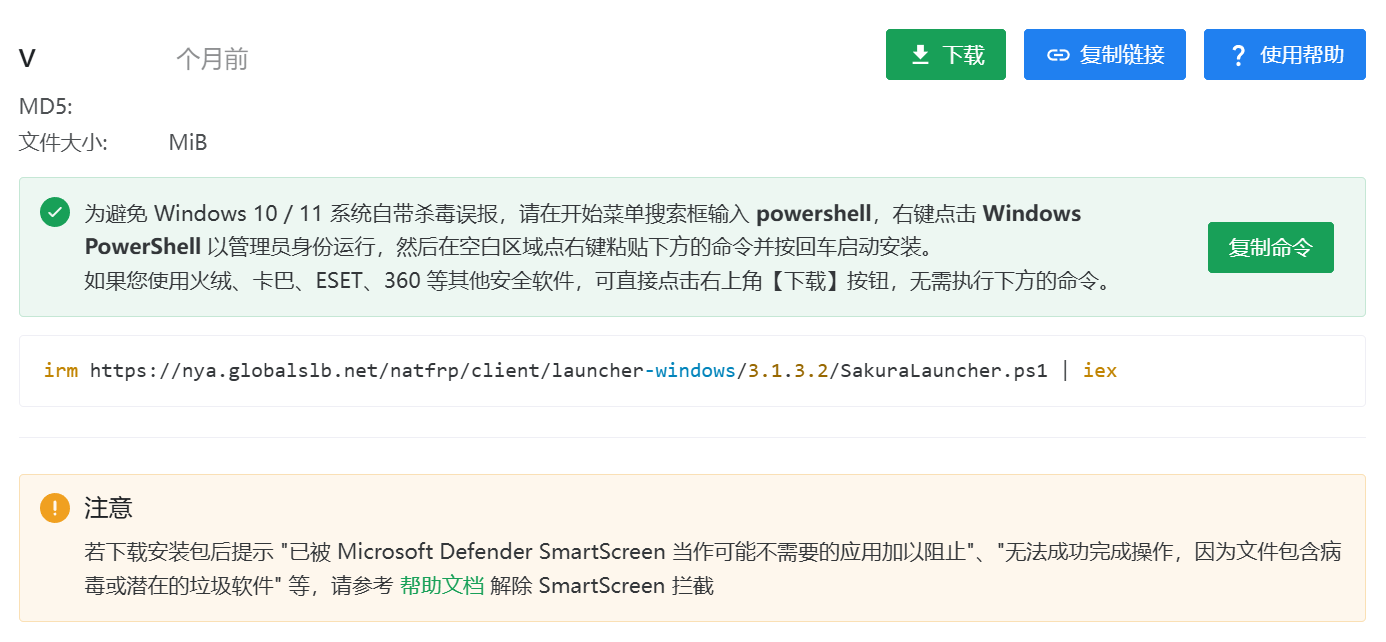 V 个月前 下载 复制链接 ? 使用帮助
MD5:
文件大小: MiB
为避免 Windows 10 / 11 系统自带杀毒误报，请在开始菜单搜索框输入 powershell，右键点击 Windows
PowerShell 以管理员身份运行，然后在空白区域点右键粘贴下方的命令并按回车启动安装。
如果您使用火绒、卡巴、ESET、360 等其他安全软件，可直接点击右上角【下载】按钮，无需执行下方的命令。
复制命令
irm https://nya.globalslb.net/natfrp/client/launcher-windows/3.1.3.2/SakuraLauncher.ps1 | iex
注意
若下载安装包后提示 "已被 Microsoft Defender SmartScreen 当作可能不需要的应用加以阻止"、"无法成功完成操作，因为文件包含病
毒或潜在的垃圾软件" 等，请参考 帮助文档 解除 SmartScreen 拦截